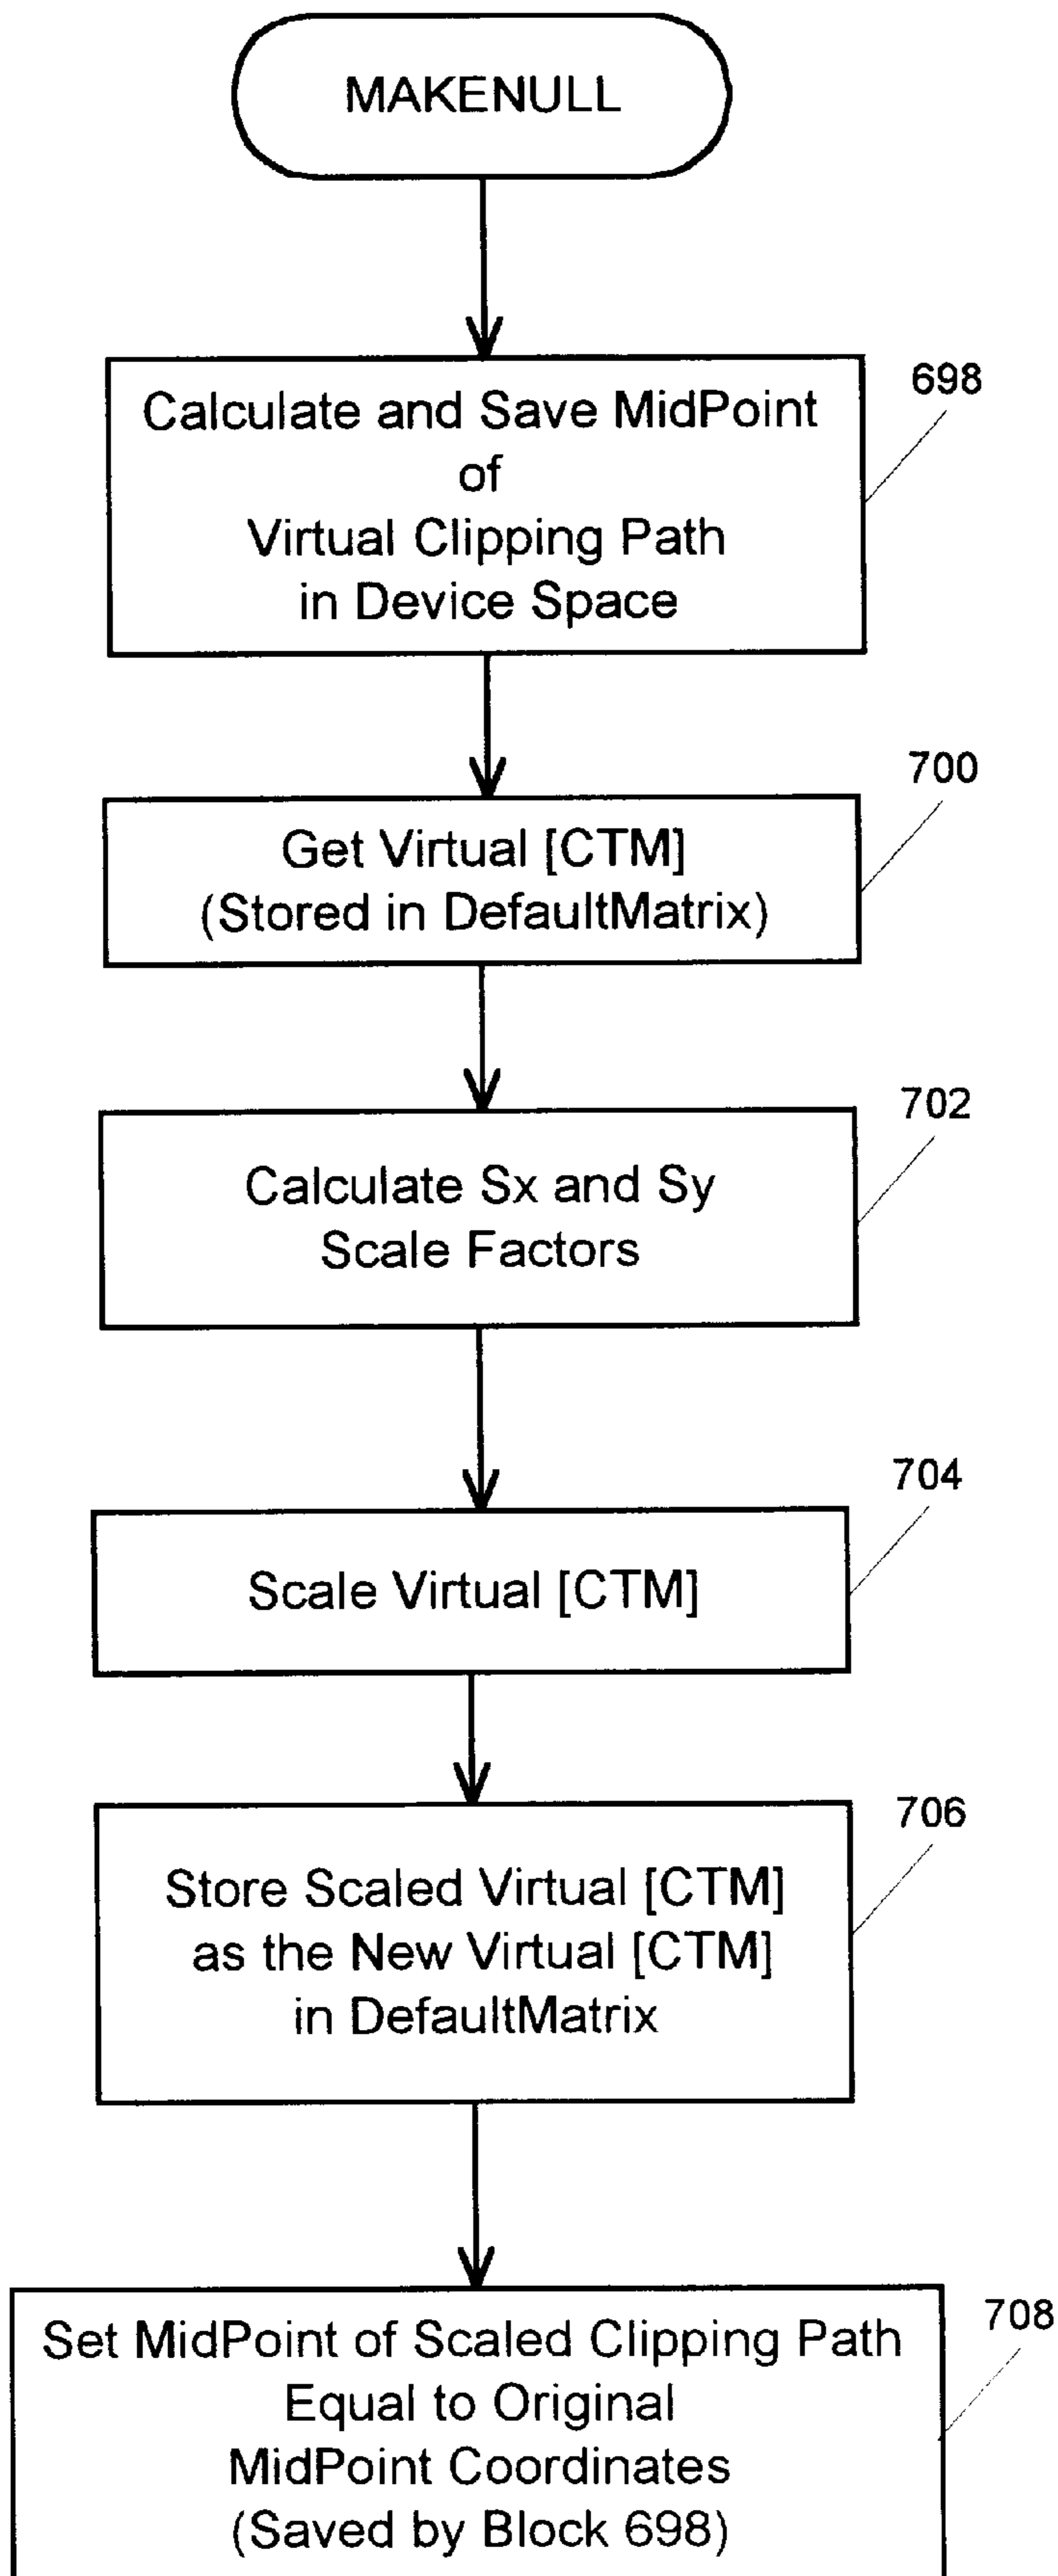 MAKENULL
698
Calculate and Save MidPoint
of
Virtual Clipping Path
in Device Space
700
Get Virtual [CTM]
(Stored in DefaultMatrix)
702
Calculate Sx and Sy
Scale Factors
704
Scale Virtual [CTM]
706
Store Scaled Virtual [CTM]
as the New Virtual [CTM]
in DefaultMatrix
708
Set MidPoint of Scaled Clipping Path
Equal to Original
MidPoint Coordinates
(Saved by Block 698)